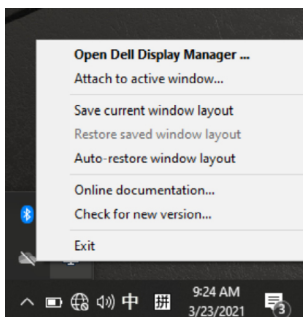 Open Dell Display Manager ...
Attach to active window...
Save current window layout
Restore saved window layout
Auto-restore window layout
Online documentation...
Check for new version...
Exit
中 拼 9:24 AM
3/23/2021
3